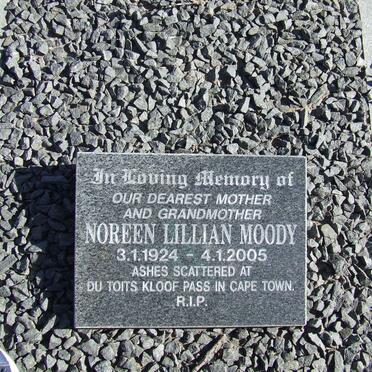 In Loving Memory of
OUR DEAREST MOTHER
AND GRANDMOTHER
NOREEN LILLIAN MOODY
3.1.1924 - 4.1.2005
ASHES SCATTERED AT
DU TOITS KLOOF PASS IN CAPE TOWN.
R.I.P.